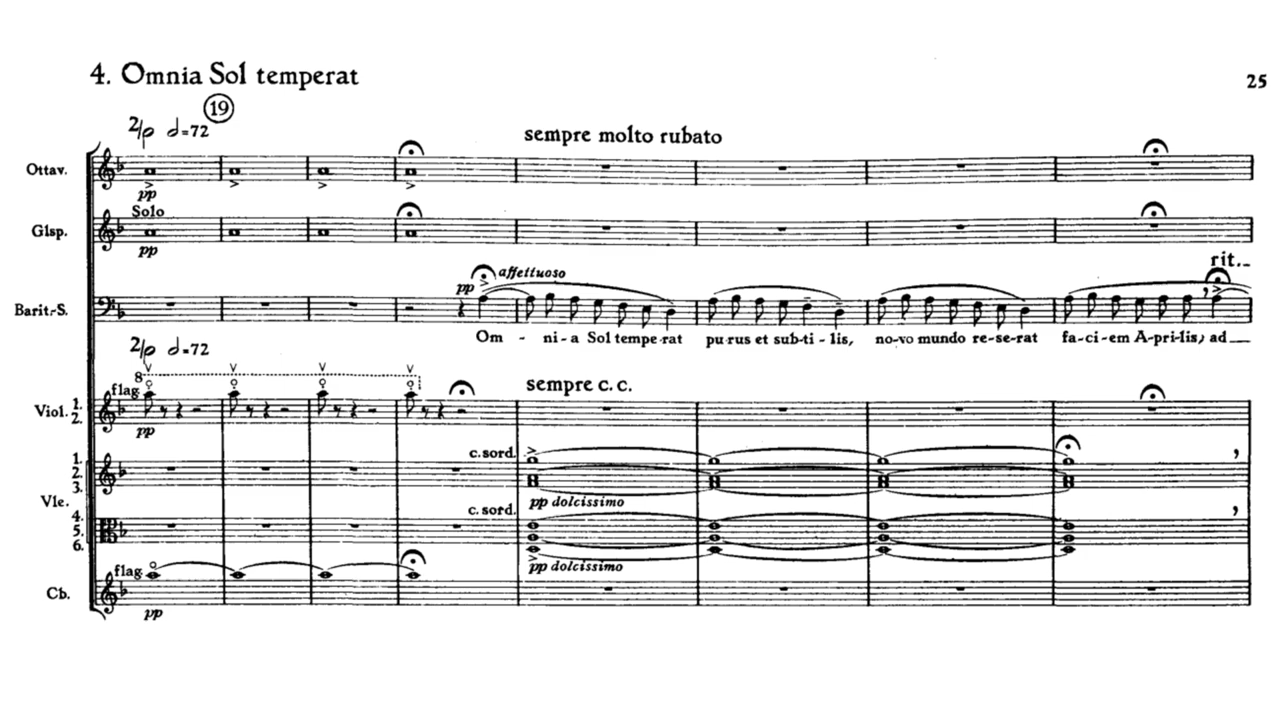 4. Omnia Sol temperat
25
19
2/𝅗𝅥 𝅗𝅥=72
sempre molto rubato
Ottav.
pp
Solo
Glsp.
pp
rit._
pp affettuoso
Barit.-S.
Om - ni-a Sol tempe-rat pu-rus et sub-ti-lis, no-vo mundo re-se-rat fa-ci-em A-pri-lis, ad
2/𝅗𝅥 𝅗𝅥=72
8
sempre c. c.
flag.
Viol. 1. 2.
pp
c. sord.
1.
2.
3.
pp dolcissimo
Vle.
c. sord.
4.
5.
6.
pp dolcissimo
flag.
Cb.
pp